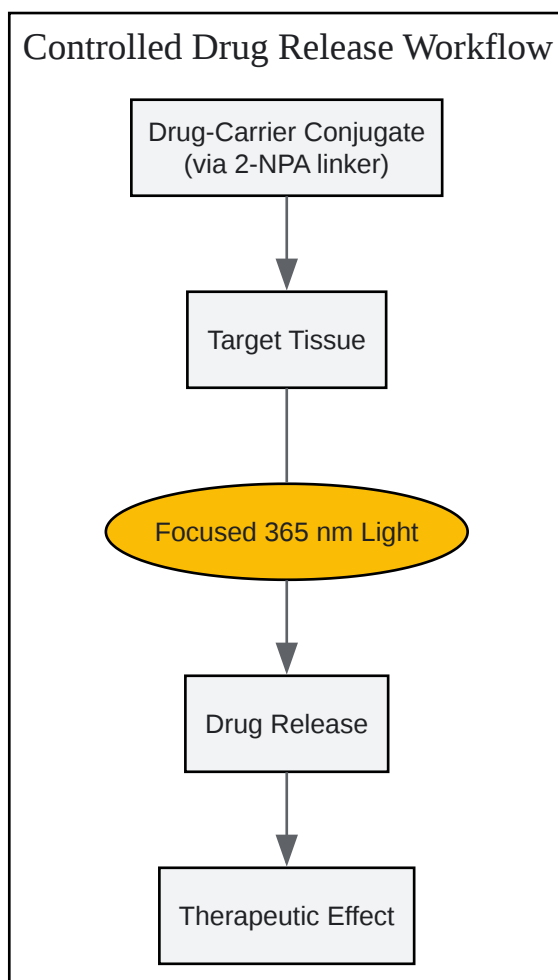 Controlled Drug Release Workflow
Drug-Carrier Conjugate
(via 2-NPA linker)
Target Tissue
Focused 365 nm Light
Drug Release
Therapeutic Effect